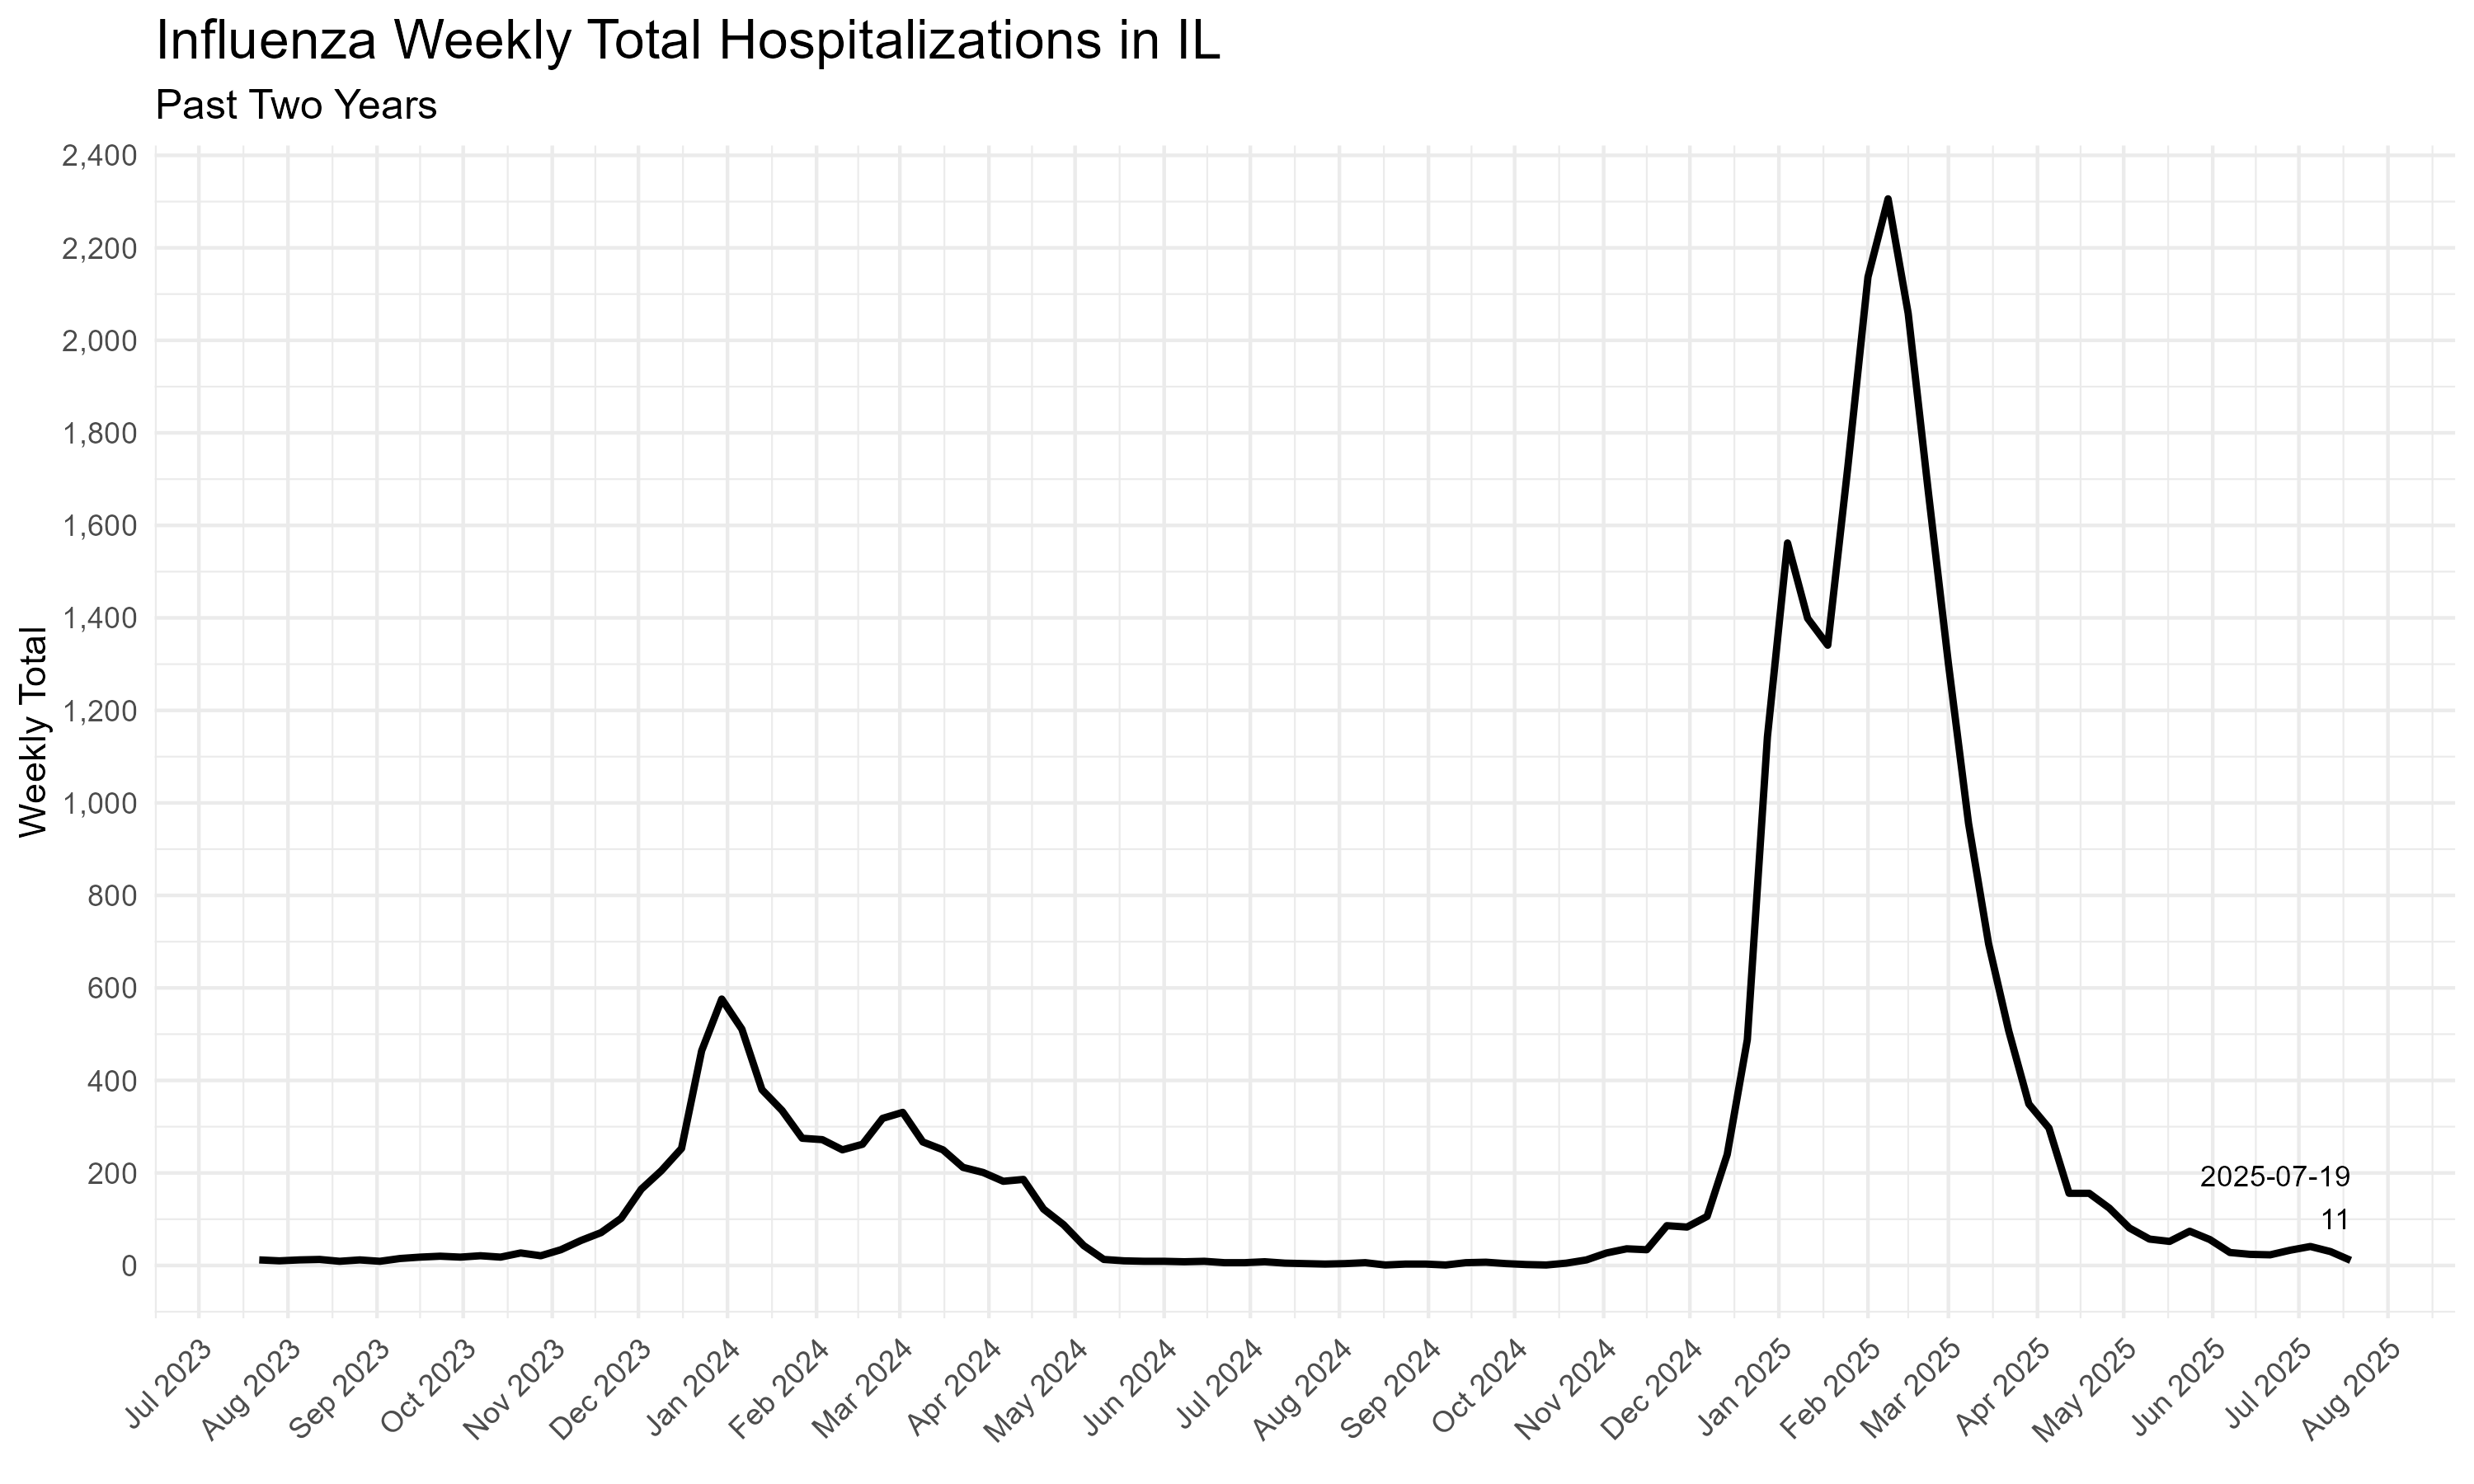 Influenza Weekly Total Hospitalizations in IL
Past Two Years
Weekly Total
2,400
2,200
2,000
1,800
1,600
1,400
1,200
1,000
800
600
400
200
0
2025-07-19
11
Jul 2023
Aug 2023
Sep 2023
Oct 2023
Nov 2023
Dec 2023
Jan 2024
Feb 2024
Mar 2024
Apr 2024
May 2024
Jun 2024
Jul 2024
Aug 2024
Sep 2024
Oct 2024
Nov 2024
Dec 2024
Jan 2025
Feb 2025
Mar 2025
Apr 2025
May 2025
Jun 2025
Jul 2025
Aug 2025